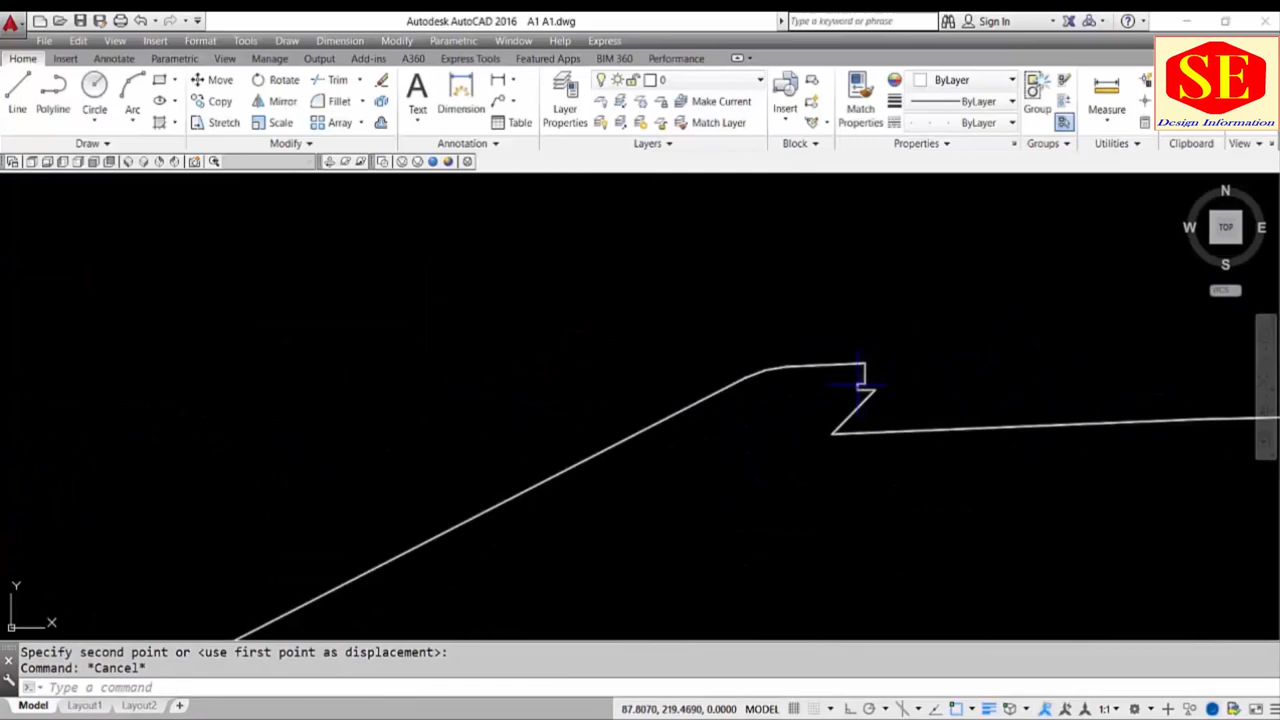 Autodesk AutoCAD 2016 A1 A1.dwg
Type a keyword or phrase
Sign In
File Edit View Insert Format Tools Draw Dimension Modify Parametric Window Help Express
Home Insert Annotate Parametric View Manage Output Add-ins A360 Express Tools Featured Apps BIM 360 Performance
Move Rotate Trim 0 ByLayer
Copy Mirror Fillet Make Current ByLayer
Line Polyline Circle Arc Text Dimension Layer Properties Insert Match Properties Group Measure
Stretch Scale Array Table Match Layer ByLayer
Draw Modify Annotation Layers Block Properties Groups Utilities Clipboard View
SE
Design Information
N
W TOP E
S
Y
X
Specify second point or <use first point as displacement>:
Command: *Cancel*
Type a command
Model Layout1 Layout2 +
87.8070, 219.4690, 0.0000 MODEL 1:1